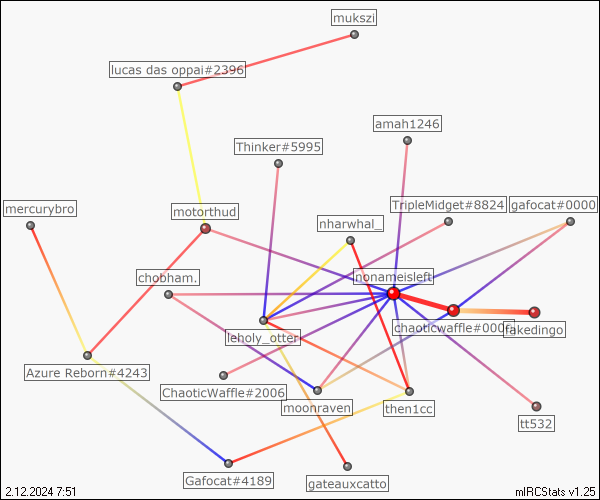 mukszi
lucas das oppai#2396
amah1246
Thinker#5995
mercurybro
TripleMidget#8824
gafocat#0000
motorthud
nharwhal_
chobham.
nonameisleft
chaoticwaffle#000
fakedingo
leholy_otter
Azure Reborn#4243
ChaoticWaffle#2006
moonraven
then1cc
tt532
Gafocat#4189
gateauxcatto
2.12.2024 7:51
mIRCStats v1.25